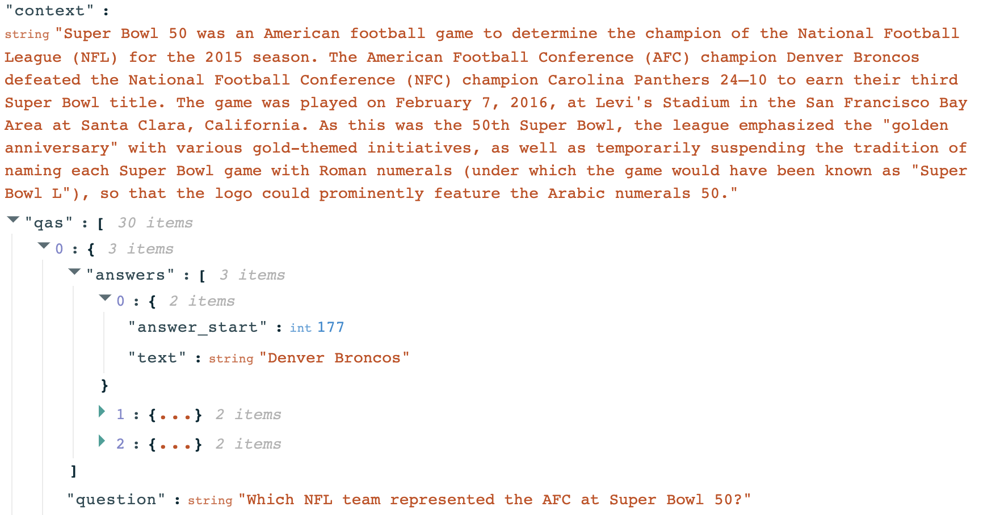 "context" :
string "Super Bowl 50 was an American football game to determine the champion of the National Football
League (NFL) for the 2015 season. The American Football Conference (AFC) champion Denver Broncos
defeated the National Football Conference (NFC) champion Carolina Panthers 24–10 to earn their third
Super Bowl title. The game was played on February 7, 2016, at Levi's Stadium in the San Francisco Bay
Area at Santa Clara, California. As this was the 50th Super Bowl, the league emphasized the "golden
anniversary" with various gold-themed initiatives, as well as temporarily suspending the tradition of
naming each Super Bowl game with Roman numerals (under which the game would have been known as "Super
Bowl L"), so that the logo could prominently feature the Arabic numerals 50."
"qas" : [ 30 items
0 : { 3 items
"answers" : [ 3 items
0 : { 2 items
"answer_start" : int 177
"text" : string "Denver Broncos"
}
1 : {...} 2 items
2 : {...} 2 items
]
"question" : string "Which NFL team represented the AFC at Super Bowl 50?"